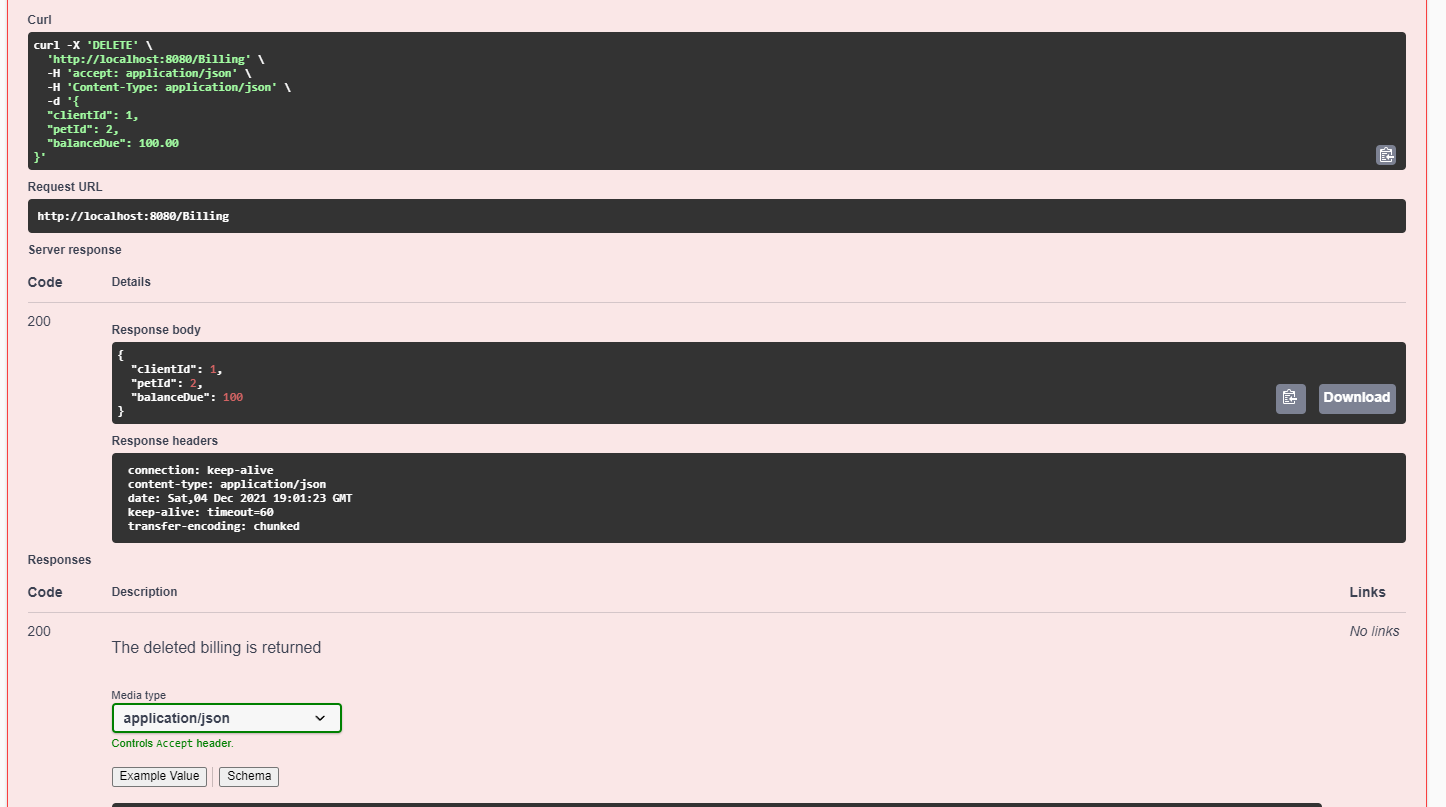 Curl
curl -X 'DELETE' \
  'http://localhost:8080/Billing' \
  -H 'accept: application/json' \
  -H 'Content-Type: application/json' \
  -d '{
  "clientId": 1,
  "petId": 2,
  "balanceDue": 100.00
}'
Request URL
http://localhost:8080/Billing
Server response
Code Details
200
Response body
{
  "clientId": 1,
  "petId": 2,
  "balanceDue": 100
}
Download
Response headers
connection: keep-alive
content-type: application/json
date: Sat,04 Dec 2021 19:01:23 GMT
keep-alive: timeout=60
transfer-encoding: chunked
Responses
Code Description Links
200 No links
The deleted billing is returned
Media type
application/json
Controls Accept header.
Example Value Schema